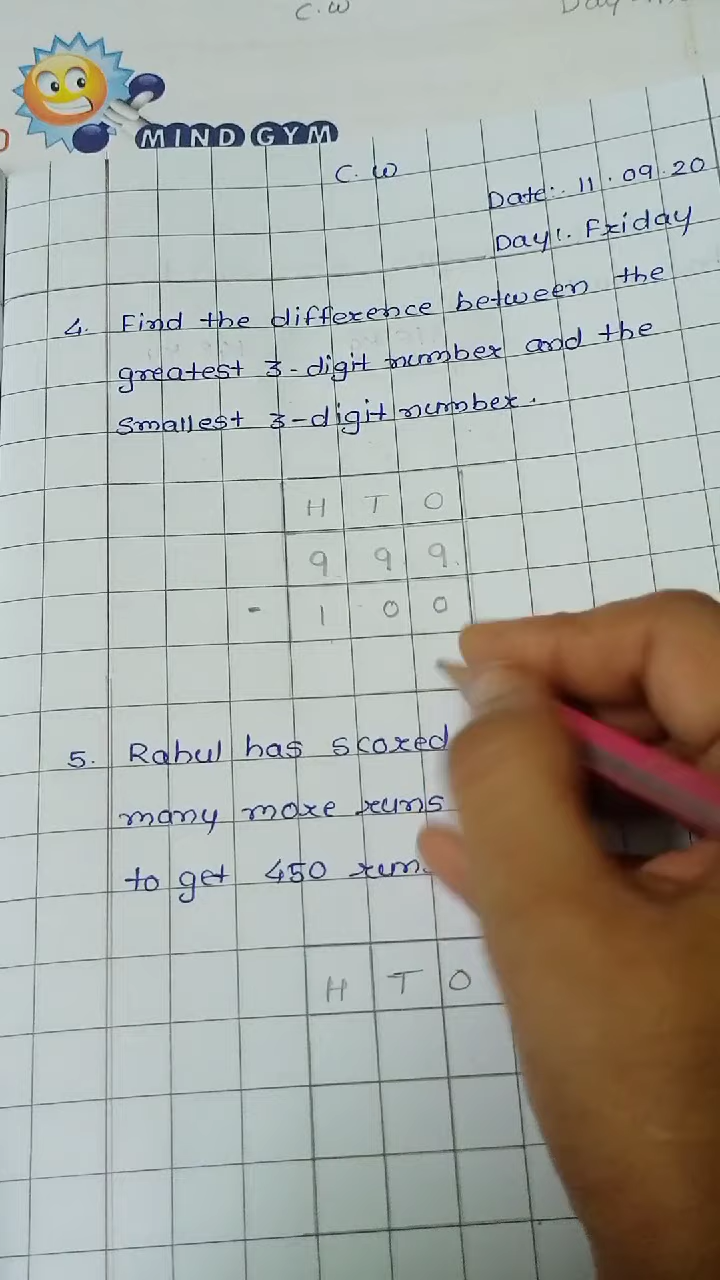 C.W
MIND GYM
C.W
Date:. 11.09.20
Day:. Friday
4. Find the difference between the
greatest 3-digit number and the
smallest 3-digit number.
H T O
9 9 9
- 1 0 0
5. Rahul has scored
many more runs
to get 450
H T O